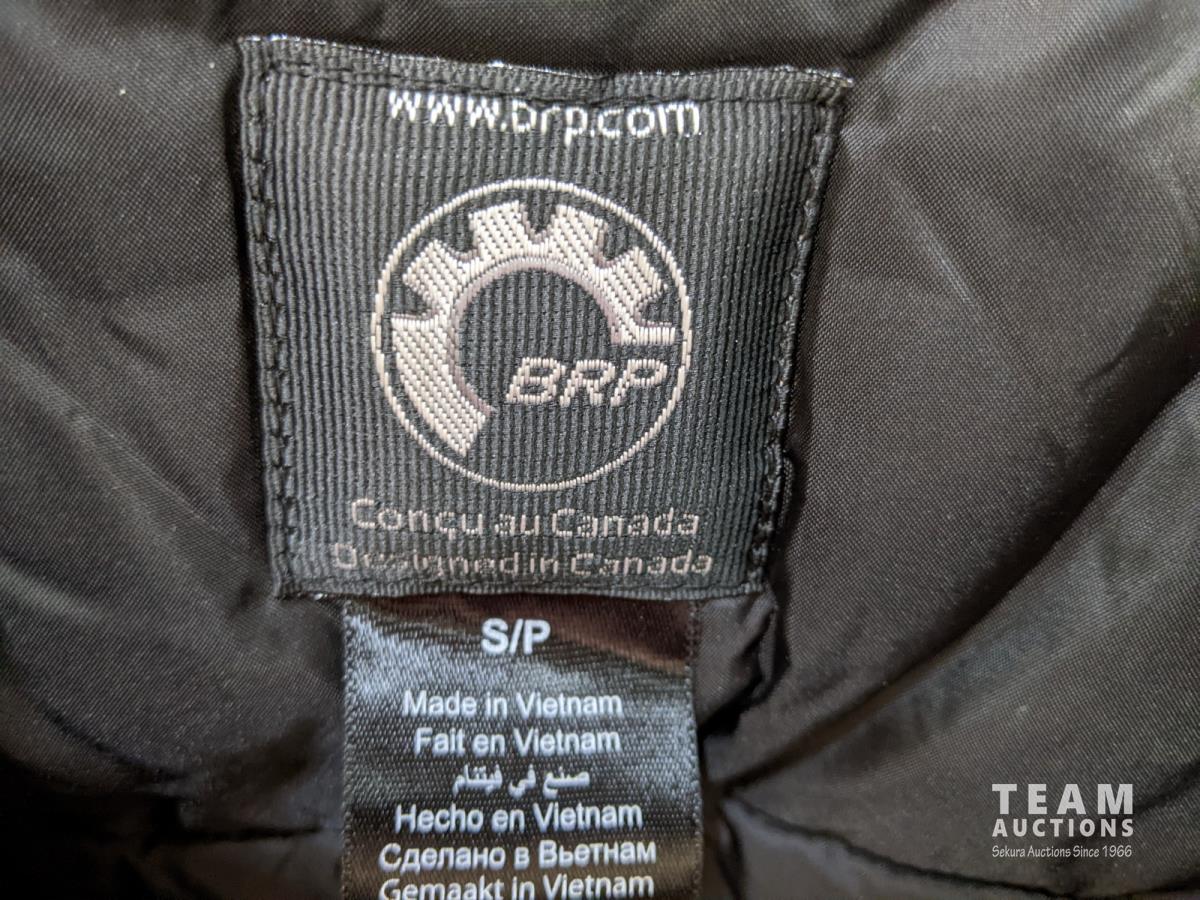 www.brp.com
BRP
Conçu au Canada
Designed in Canada
S/P
Made in Vietnam
Fait en Vietnam
صنع في فيتنام
Hecho en Vietnam
Сделано в Вьетнам
Gemaakt in Vietnam
TEAM
AUCTIONS
Sekura Auctions Since 1966